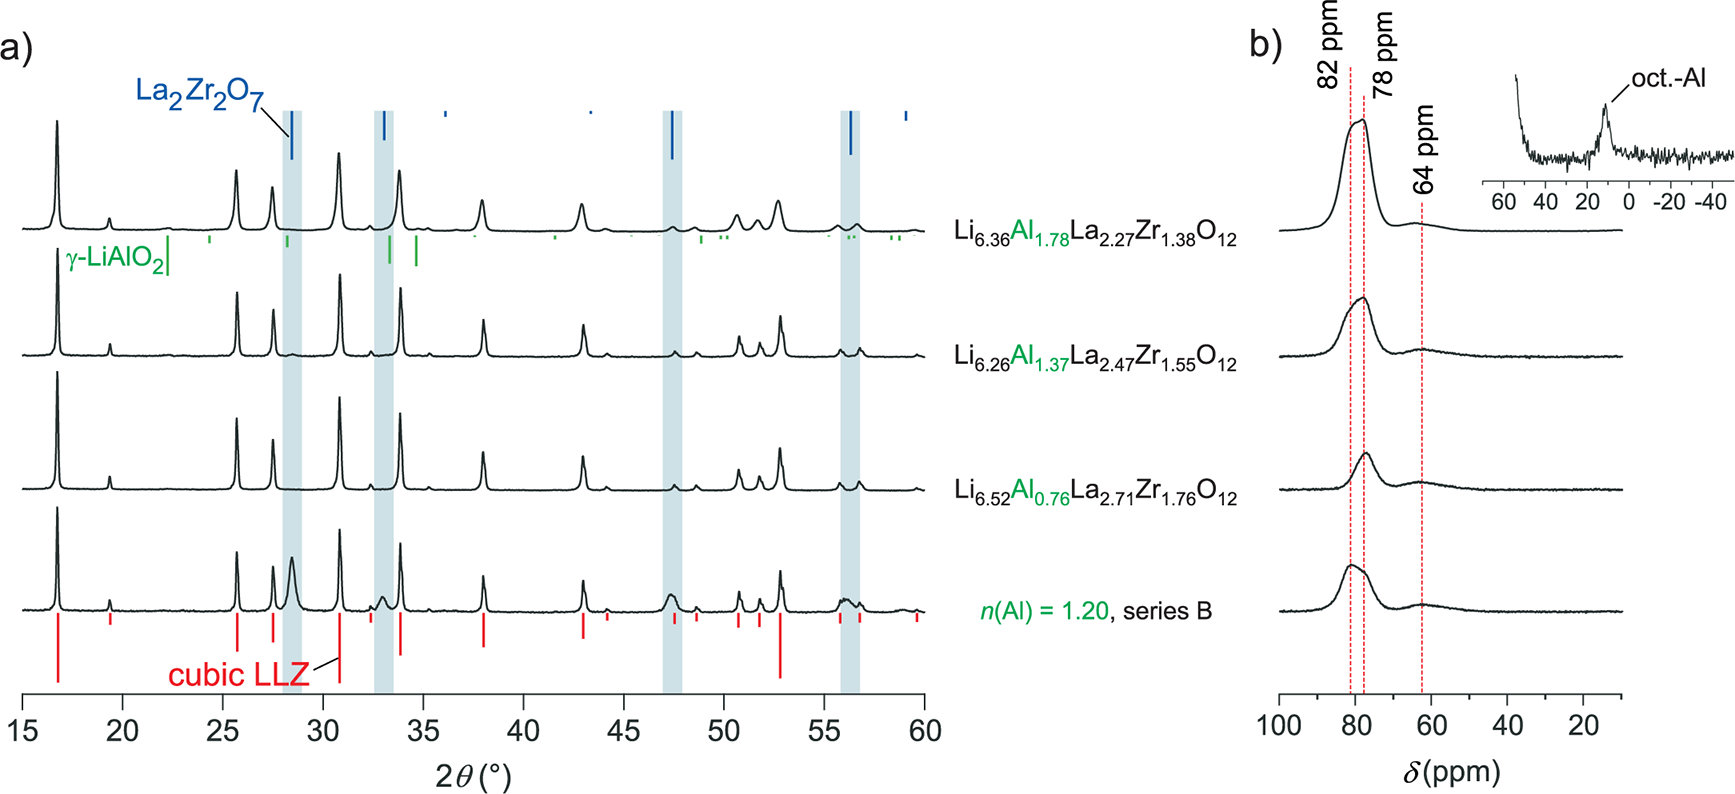 a)
La2Zr2O7
γ-LiAlO2
cubic LLZ
15 20 25 30 35 40 45 50 55 60
2θ (°)
Li6.36Al1.78La2.27Zr1.38O12
Li6.26Al1.37La2.47Zr1.55O12
Li6.52Al0.76La2.71Zr1.76O12
n(Al) = 1.20, series B
b)
82 ppm
78 ppm
64 ppm
oct.-Al
60 40 20 0 -20 -40
100 80 60 40 20
δ (ppm)